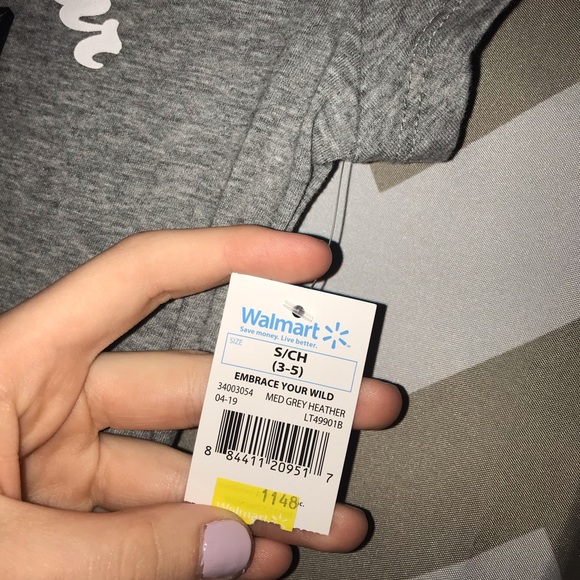 Walmart
Save money. Live better.
SIZE
S/CH
(3-5)
EMBRACE YOUR WILD
34003054 MED GREY HEATHER
04-19 LT49901B
8 84411 20951 7
1148
Walmart